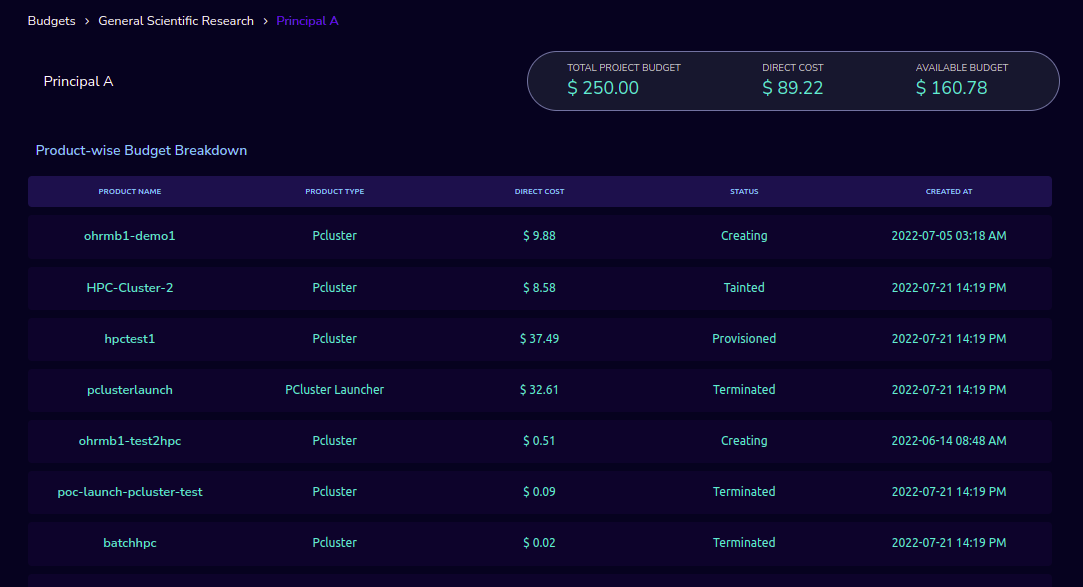 Budgets › General Scientific Research › Principal A
Principal A
TOTAL PROJECT BUDGET DIRECT COST AVAILABLE BUDGET
$ 250.00 $ 89.22 $ 160.78
Product-wise Budget Breakdown
PRODUCT NAME PRODUCT TYPE DIRECT COST STATUS CREATED AT
ohrmb1-demo1 Pcluster $ 9.88 Creating 2022-07-05 03:18 AM
HPC-Cluster-2 Pcluster $ 8.58 Tainted 2022-07-21 14:19 PM
hpctest1 Pcluster $ 37.49 Provisioned 2022-07-21 14:19 PM
pclusterlaunch PCluster Launcher $ 32.61 Terminated 2022-07-21 14:19 PM
ohrmb1-test2hpc Pcluster $ 0.51 Creating 2022-06-14 08:48 AM
poc-launch-pcluster-test Pcluster $ 0.09 Terminated 2022-07-21 14:19 PM
batchhpc Pcluster $ 0.02 Terminated 2022-07-21 14:19 PM